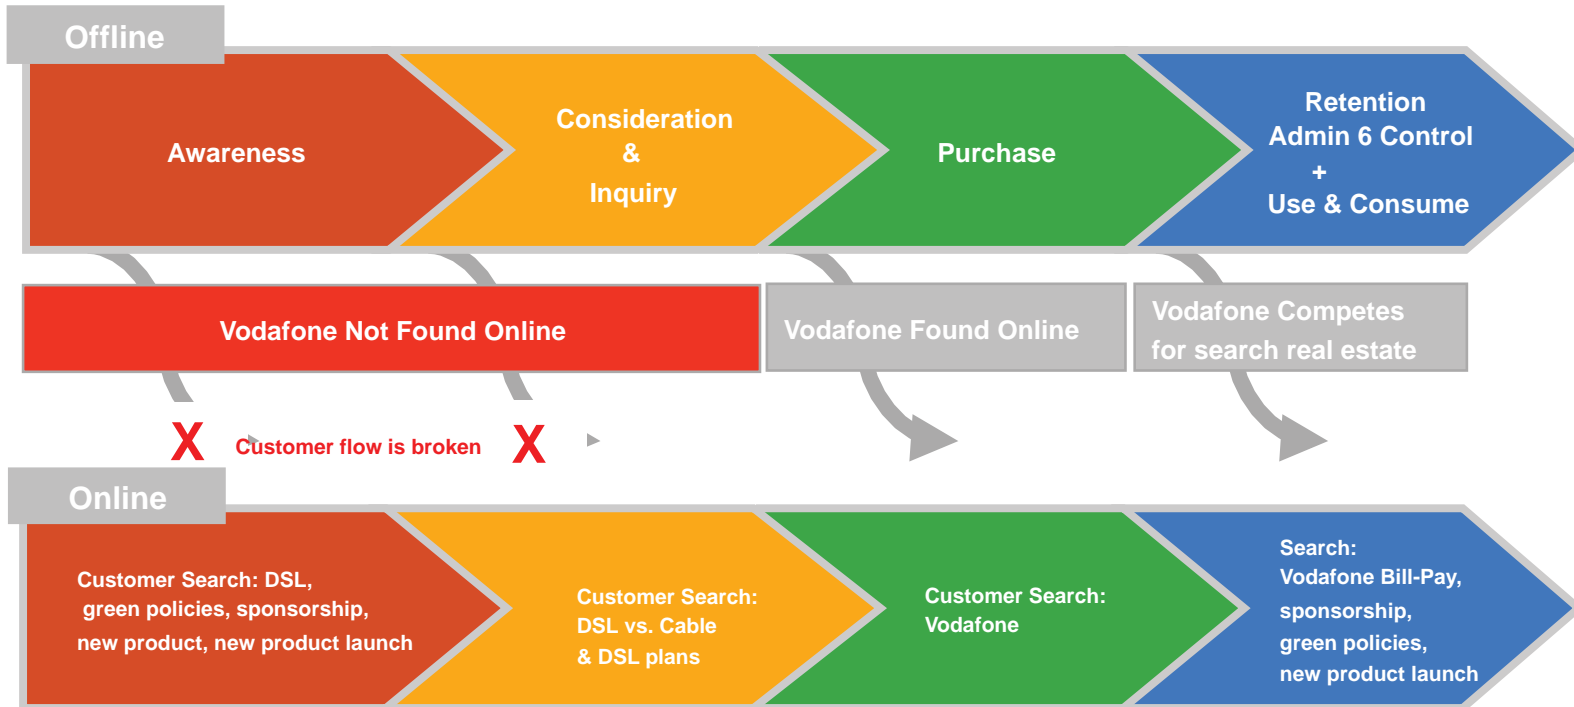 Offline
Awareness
Consideration
&
Inquiry
Purchase
Retention
Admin 6 Control
+
Use & Consume
Vodafone Not Found Online
Vodafone Found Online
Vodafone Competes
for search real estate
X
Customer flow is broken
X
Online
Customer Search: DSL,
green policies, sponsorship,
new product, new product launch
Customer Search:
DSL vs. Cable
& DSL plans
Customer Search:
Vodafone
Search:
Vodafone Bill-Pay,
sponsorship,
green policies,
new product launch